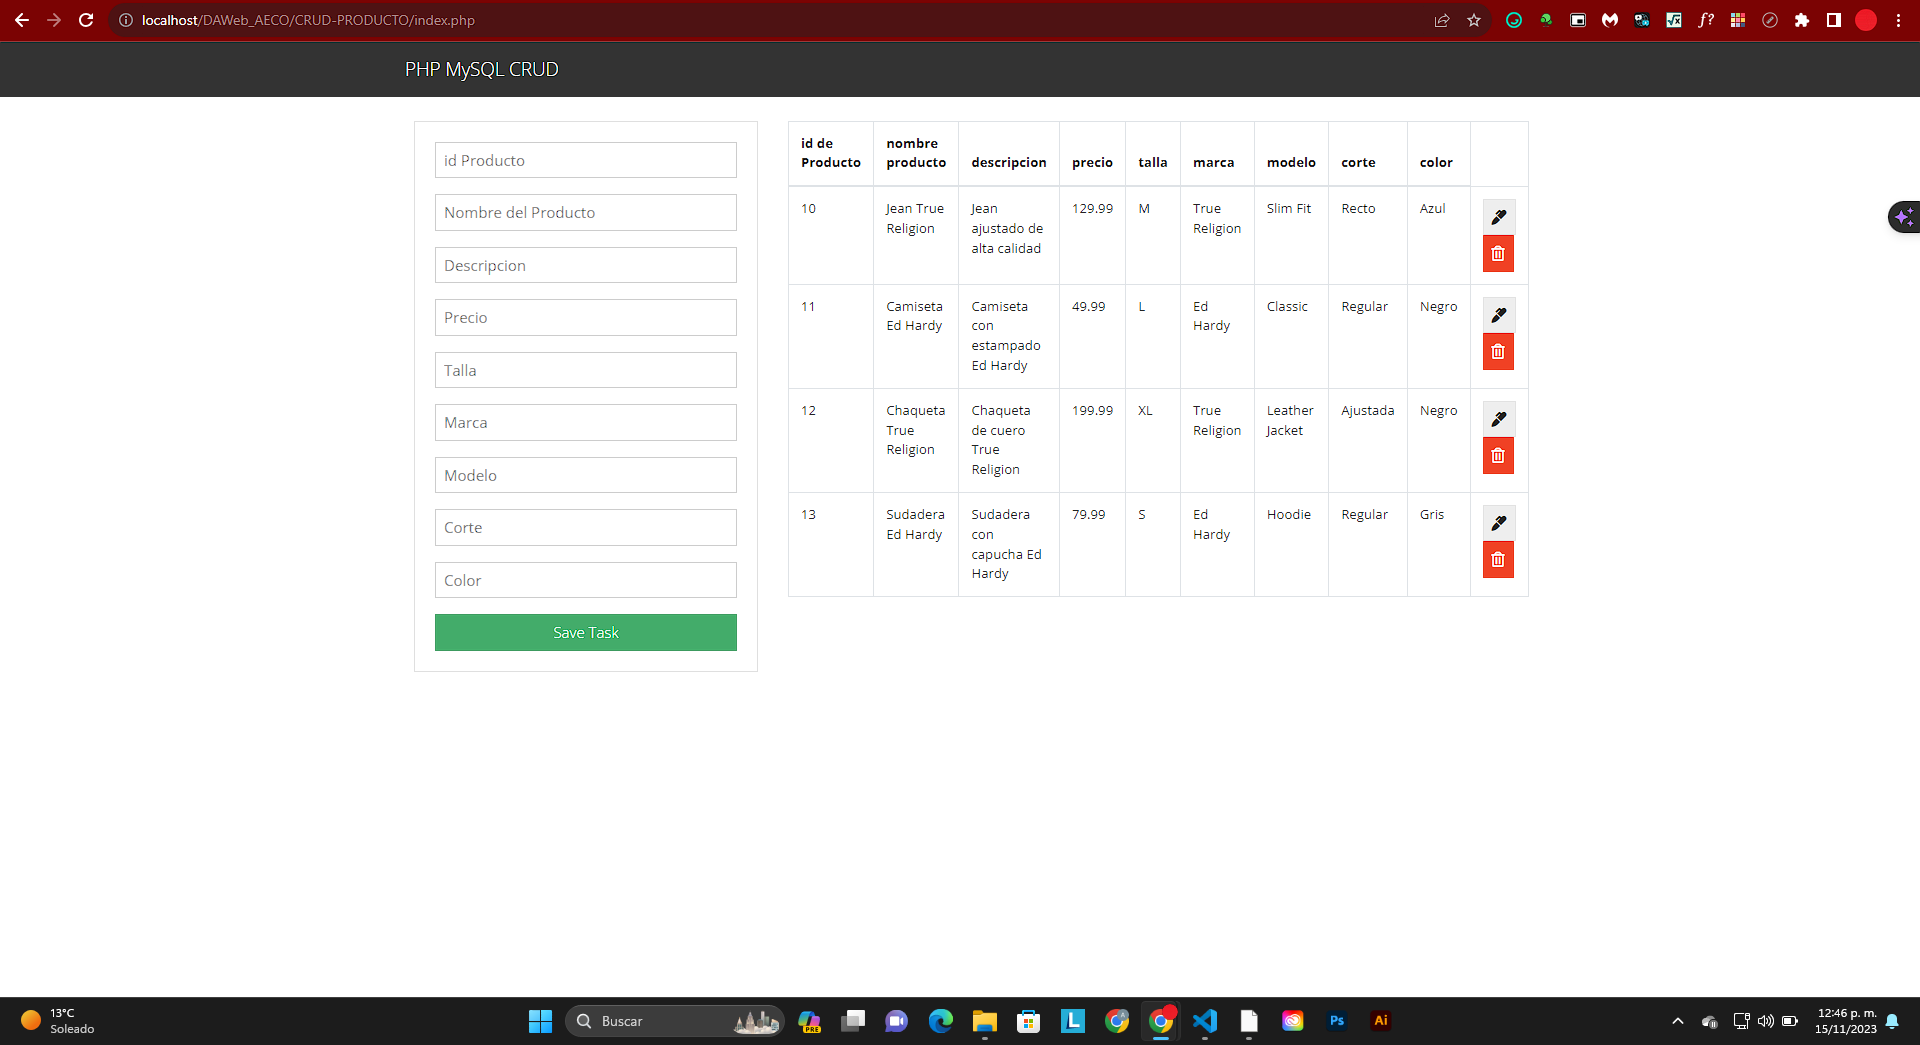 localhost/DAWeb_AECO/CRUD-PRODUCTO/index.php
PHP MySQL CRUD
id Producto
Nombre del Producto
Descripcion
Precio
Talla
Marca
Modelo
Corte
Color
Save Task
id de Producto nombre producto descripcion precio talla marca modelo corte color
10 Jean True Religion Jean ajustado de alta calidad 129.99 M True Religion Slim Fit Recto Azul
11 Camiseta Ed Hardy Camiseta con estampado Ed Hardy 49.99 L Ed Hardy Classic Regular Negro
12 Chaqueta True Religion Chaqueta de cuero True Religion 199.99 XL True Religion Leather Jacket Ajustada Negro
13 Sudadera Ed Hardy Sudadera con capucha Ed Hardy 79.99 S Ed Hardy Hoodie Regular Gris
13°C
Soleado
Buscar
PRE
L
Ps
Ai
12:46 p. m.
15/11/2023